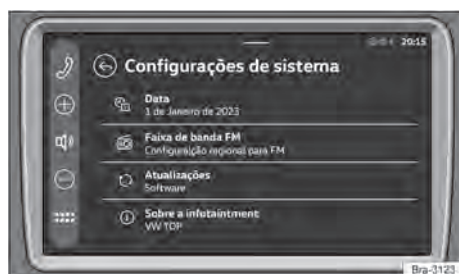 20:15
Configurações de sistema
Data
1 de Janeiro de 2023
Faixa de banda FM
Configuração regional para FM
Atualizações
Software
Sobre a infotaintment
VW TOP
Bra-3123